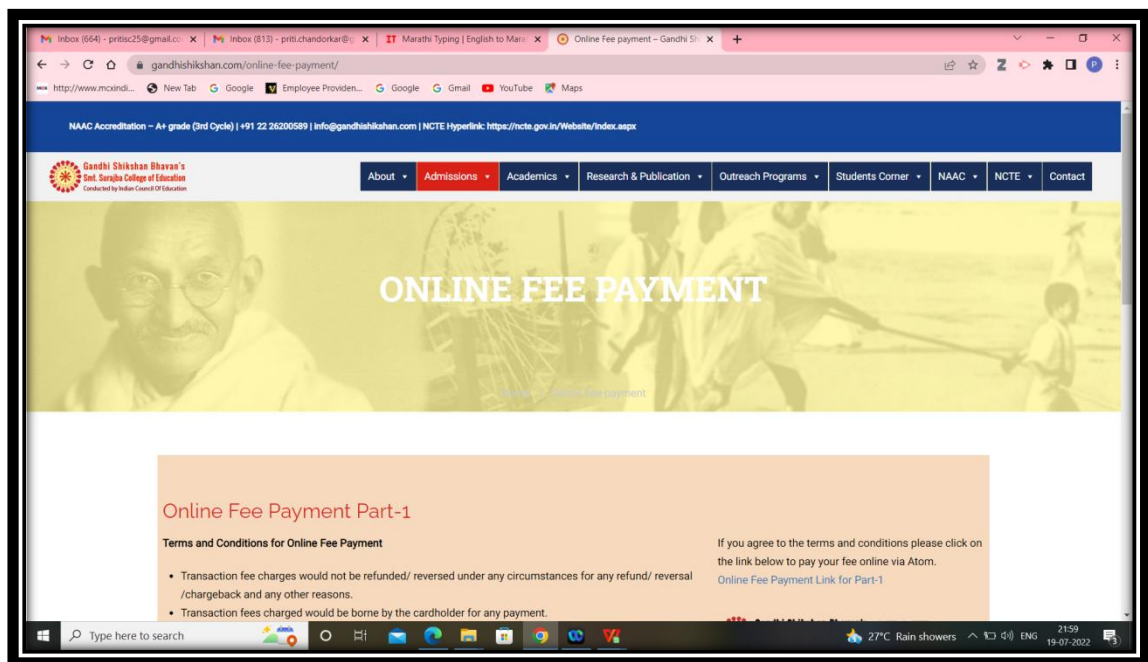 Inbox (664) - pritisc25@gmail.co
Inbox (813) - priti.chandorkar@g
Marathi Typing | English to Mara
Online Fee payment – Gandhi Sh
gandhishikshan.com/online-fee-payment/
http://www.mcxindi... New Tab Google Employee Providen... Google Gmail YouTube Maps
NAAC Accreditation – A+ grade (3rd Cycle) | +91 22 26200589 | info@gandhishikshan.com | NCTE Hyperlink: https://ncte.gov.in/Website/Index.aspx
Gandhi Shikshan Bhavan's
Smt. Surajba College of Education
Conducted by Indian Council Of Education
About Admissions Academics Research & Publication Outreach Programs Students Corner NAAC NCTE Contact
ONLINE FEE PAYMENT
Home Online Fee payment
Online Fee Payment Part-1
Terms and Conditions for Online Fee Payment
• Transaction fee charges would not be refunded/ reversed under any circumstances for any refund/ reversal
/chargeback and any other reasons.
• Transaction fees charged would be borne by the cardholder for any payment.
If you agree to the terms and conditions please click on
the link below to pay your fee online via Atom.
Online Fee Payment Link for Part-1
Type here to search
27°C Rain showers
ENG
21:59
19-07-2022